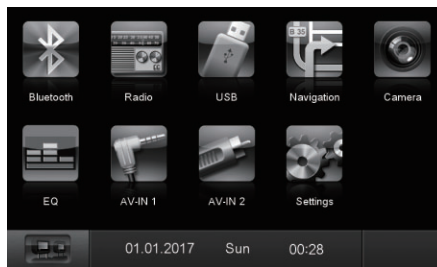 B 35
Bluetooth Radio USB Navigation Camera
EQ AV-IN 1 AV-IN 2 Settings
01.01.2017 Sun 00:28